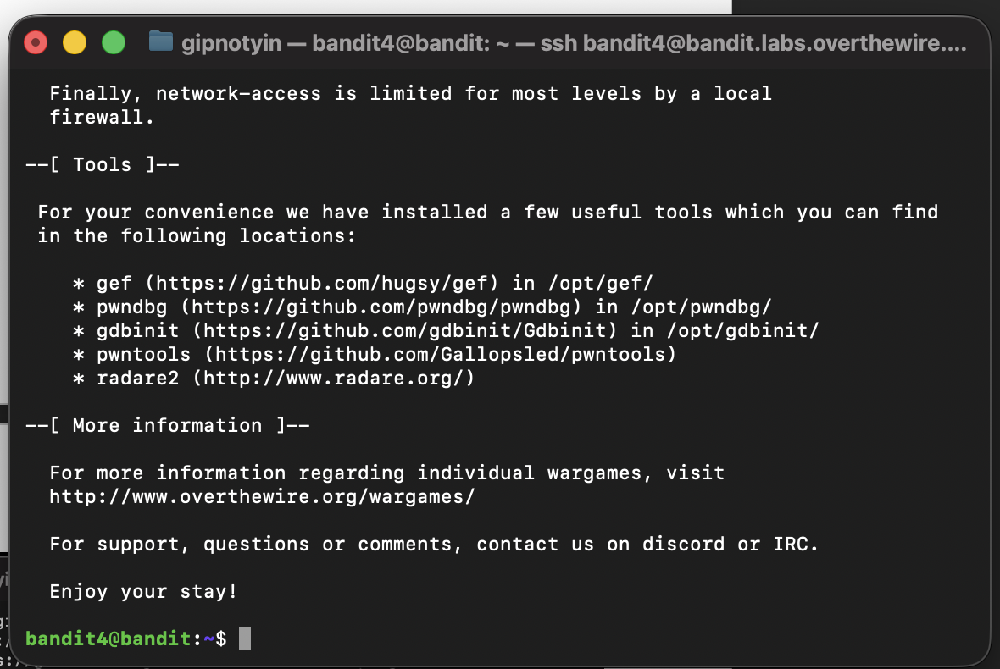 gipnotyin — bandit4@bandit: ~ — ssh bandit4@bandit.labs.overthewire....
Finally, network-access is limited for most levels by a local
firewall.
--[ Tools ]--
For your convenience we have installed a few useful tools which you can find
in the following locations:
* gef (https://github.com/hugsy/gef) in /opt/gef/
* pwndbg (https://github.com/pwndbg/pwndbg) in /opt/pwndbg/
* gdbinit (https://github.com/gdbinit/Gdbinit) in /opt/gdbinit/
* pwntools (https://github.com/Gallopsled/pwntools)
* radare2 (http://www.radare.org/)
--[ More information ]--
For more information regarding individual wargames, visit
http://www.overthewire.org/wargames/
For support, questions or comments, contact us on discord or IRC.
Enjoy your stay!
bandit4@bandit:~$